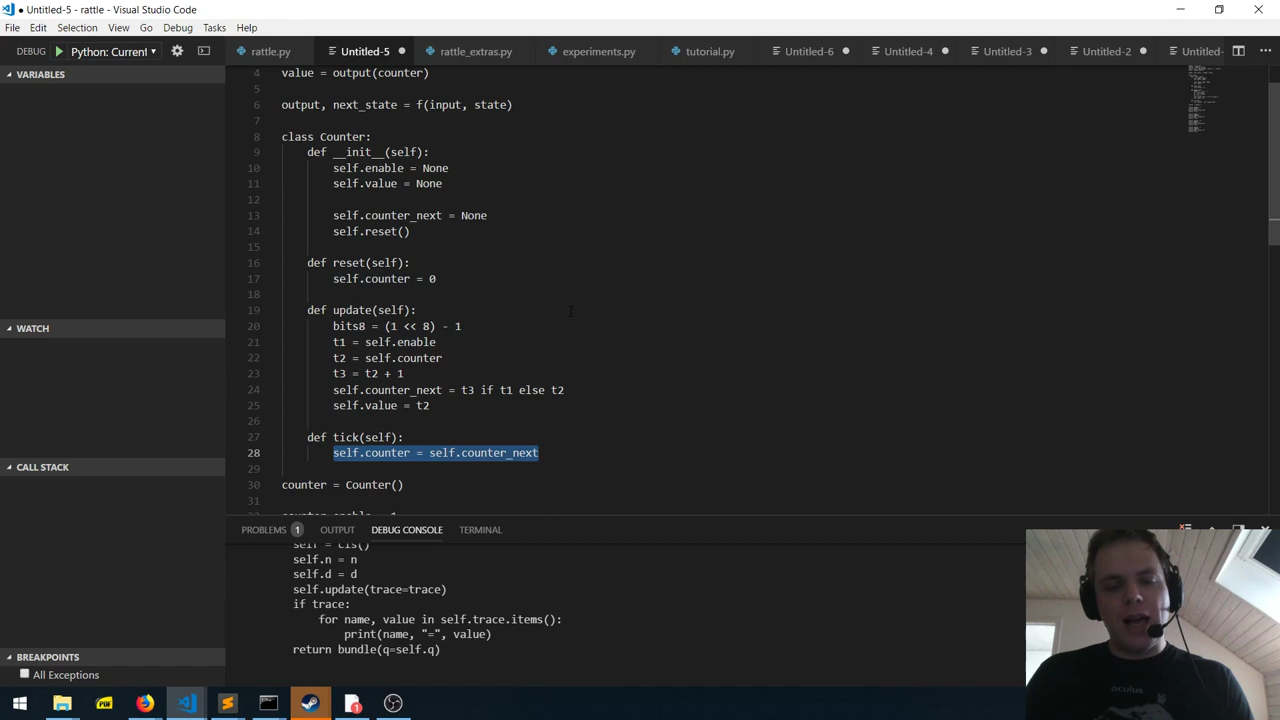 ● Untitled-5 - rattle - Visual Studio Code
File Edit Selection View Go Debug Tasks Help
DEBUG Python: Current
rattle.py Untitled-5 rattle_extras.py experiments.py tutorial.py Untitled-6 Untitled-4 Untitled-3 Untitled-2 Untitled-
VARIABLES
WATCH
CALL STACK
BREAKPOINTS
All Exceptions
4 value = output(counter)
5
6 output, next_state = f(input, state)
7
8 class Counter:
9 def __init__(self):
10 self.enable = None
11 self.value = None
12
13 self.counter_next = None
14 self.reset()
15
16 def reset(self):
17 self.counter = 0
18
19 def update(self):
20 bits8 = (1 << 8) - 1
21 t1 = self.enable
22 t2 = self.counter
23 t3 = t2 + 1
24 self.counter_next = t3 if t1 else t2
25 self.value = t2
26
27 def tick(self):
28 self.counter = self.counter_next
29
30 counter = Counter()
31
PROBLEMS 1 OUTPUT DEBUG CONSOLE TERMINAL
self = cls()
self.n = n
self.d = d
self.update(trace=trace)
if trace:
for name, value in self.trace.items():
print(name, "=", value)
return bundle(q=self.q)
PDF
1
oculus